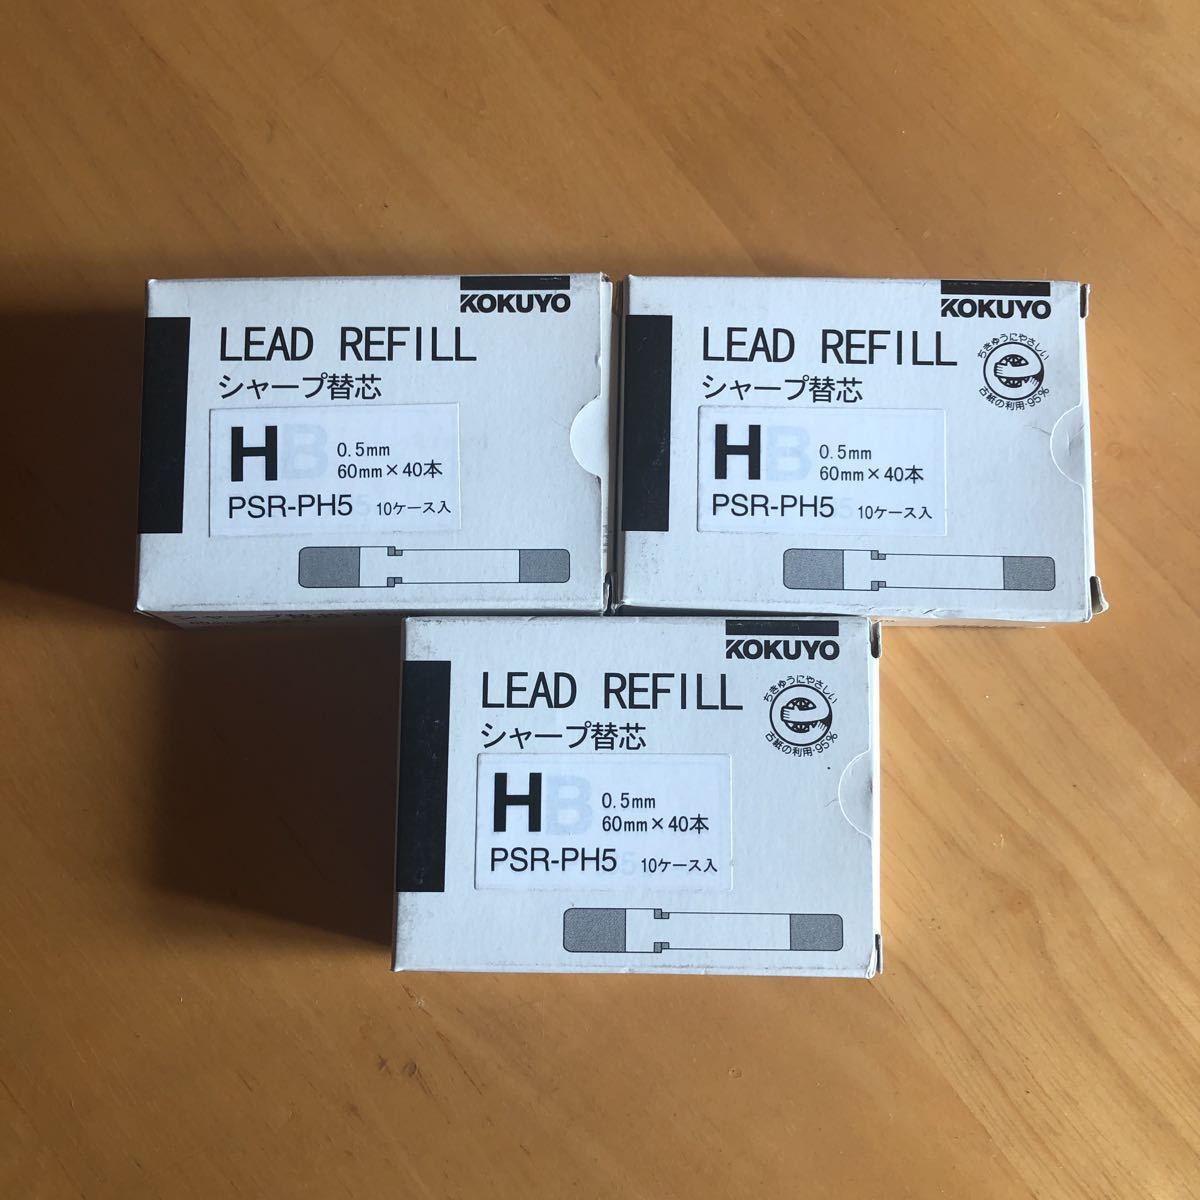 KOKUYO
LEAD REFILL
シャープ替芯
HB
0.5mm
60mm×40本
PSR-PH5
10ケース入
KOKUYO
LEAD REFILL
ちきゅうにやさしい
古紙の利用・95%
シャープ替芯
HB
0.5mm
60mm×40本
PSR-PH5
10ケース入
KOKUYO
LEAD REFILL
ちきゅうにやさしい
古紙の利用・95%
シャープ替芯
HB
0.5mm
60mm×40本
PSR-PH5
10ケース入